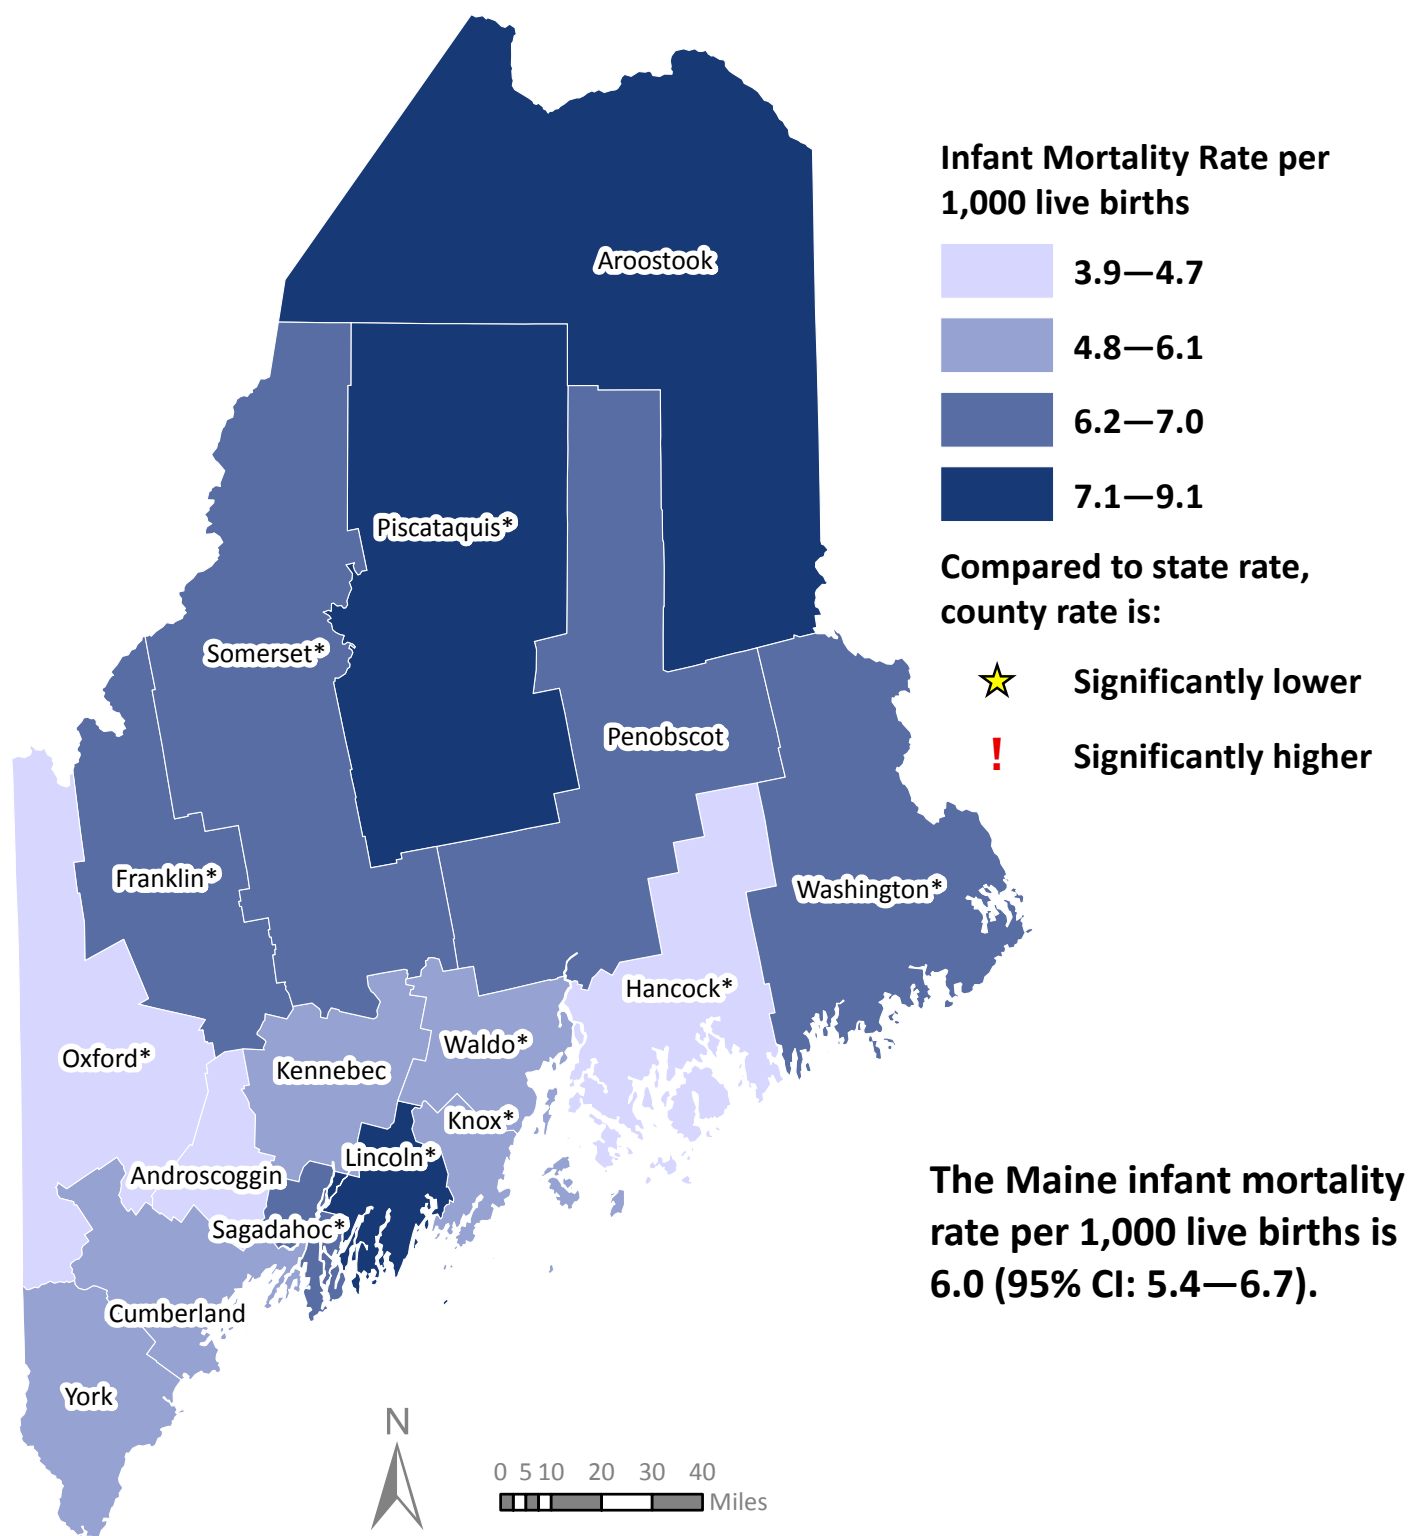 Infant Mortality Rate per
1,000 live births
3.9—4.7
4.8—6.1
6.2—7.0
7.1—9.1
Compared to state rate,
county rate is:
Significantly lower
! Significantly higher
Aroostook
Piscataquis*
Somerset*
Penobscot
Franklin*
Washington*
Hancock*
Oxford*
Kennebec
Waldo*
Knox*
Lincoln*
Androscoggin
Sagadahoc*
Cumberland
York
The Maine infant mortality
rate per 1,000 live births is
6.0 (95% CI: 5.4—6.7).
N
0 5 10 20 30 40
Miles